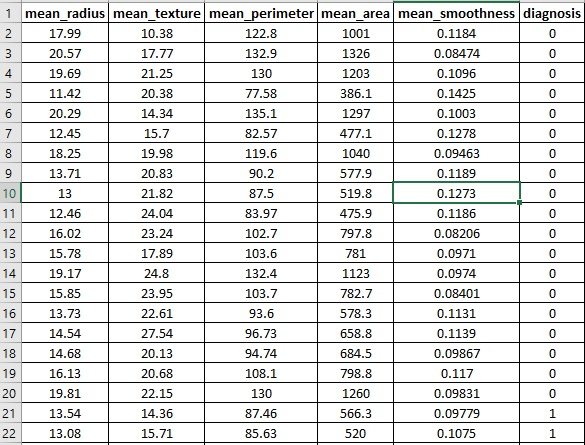 1 mean_radius mean_texture mean_perimeter mean_area mean_smoothness diagnosis
2 17.99 10.38 122.8 1001 0.1184 0
3 20.57 17.77 132.9 1326 0.08474 0
4 19.69 21.25 130 1203 0.1096 0
5 11.42 20.38 77.58 386.1 0.1425 0
6 20.29 14.34 135.1 1297 0.1003 0
7 12.45 15.7 82.57 477.1 0.1278 0
8 18.25 19.98 119.6 1040 0.09463 0
9 13.71 20.83 90.2 577.9 0.1189 0
10 13 21.82 87.5 519.8 0.1273 0
11 12.46 24.04 83.97 475.9 0.1186 0
12 16.02 23.24 102.7 797.8 0.08206 0
13 15.78 17.89 103.6 781 0.0971 0
14 19.17 24.8 132.4 1123 0.0974 0
15 15.85 23.95 103.7 782.7 0.08401 0
16 13.73 22.61 93.6 578.3 0.1131 0
17 14.54 27.54 96.73 658.8 0.1139 0
18 14.68 20.13 94.74 684.5 0.09867 0
19 16.13 20.68 108.1 798.8 0.117 0
20 19.81 22.15 130 1260 0.09831 0
21 13.54 14.36 87.46 566.3 0.09779 1
22 13.08 15.71 85.63 520 0.1075 1